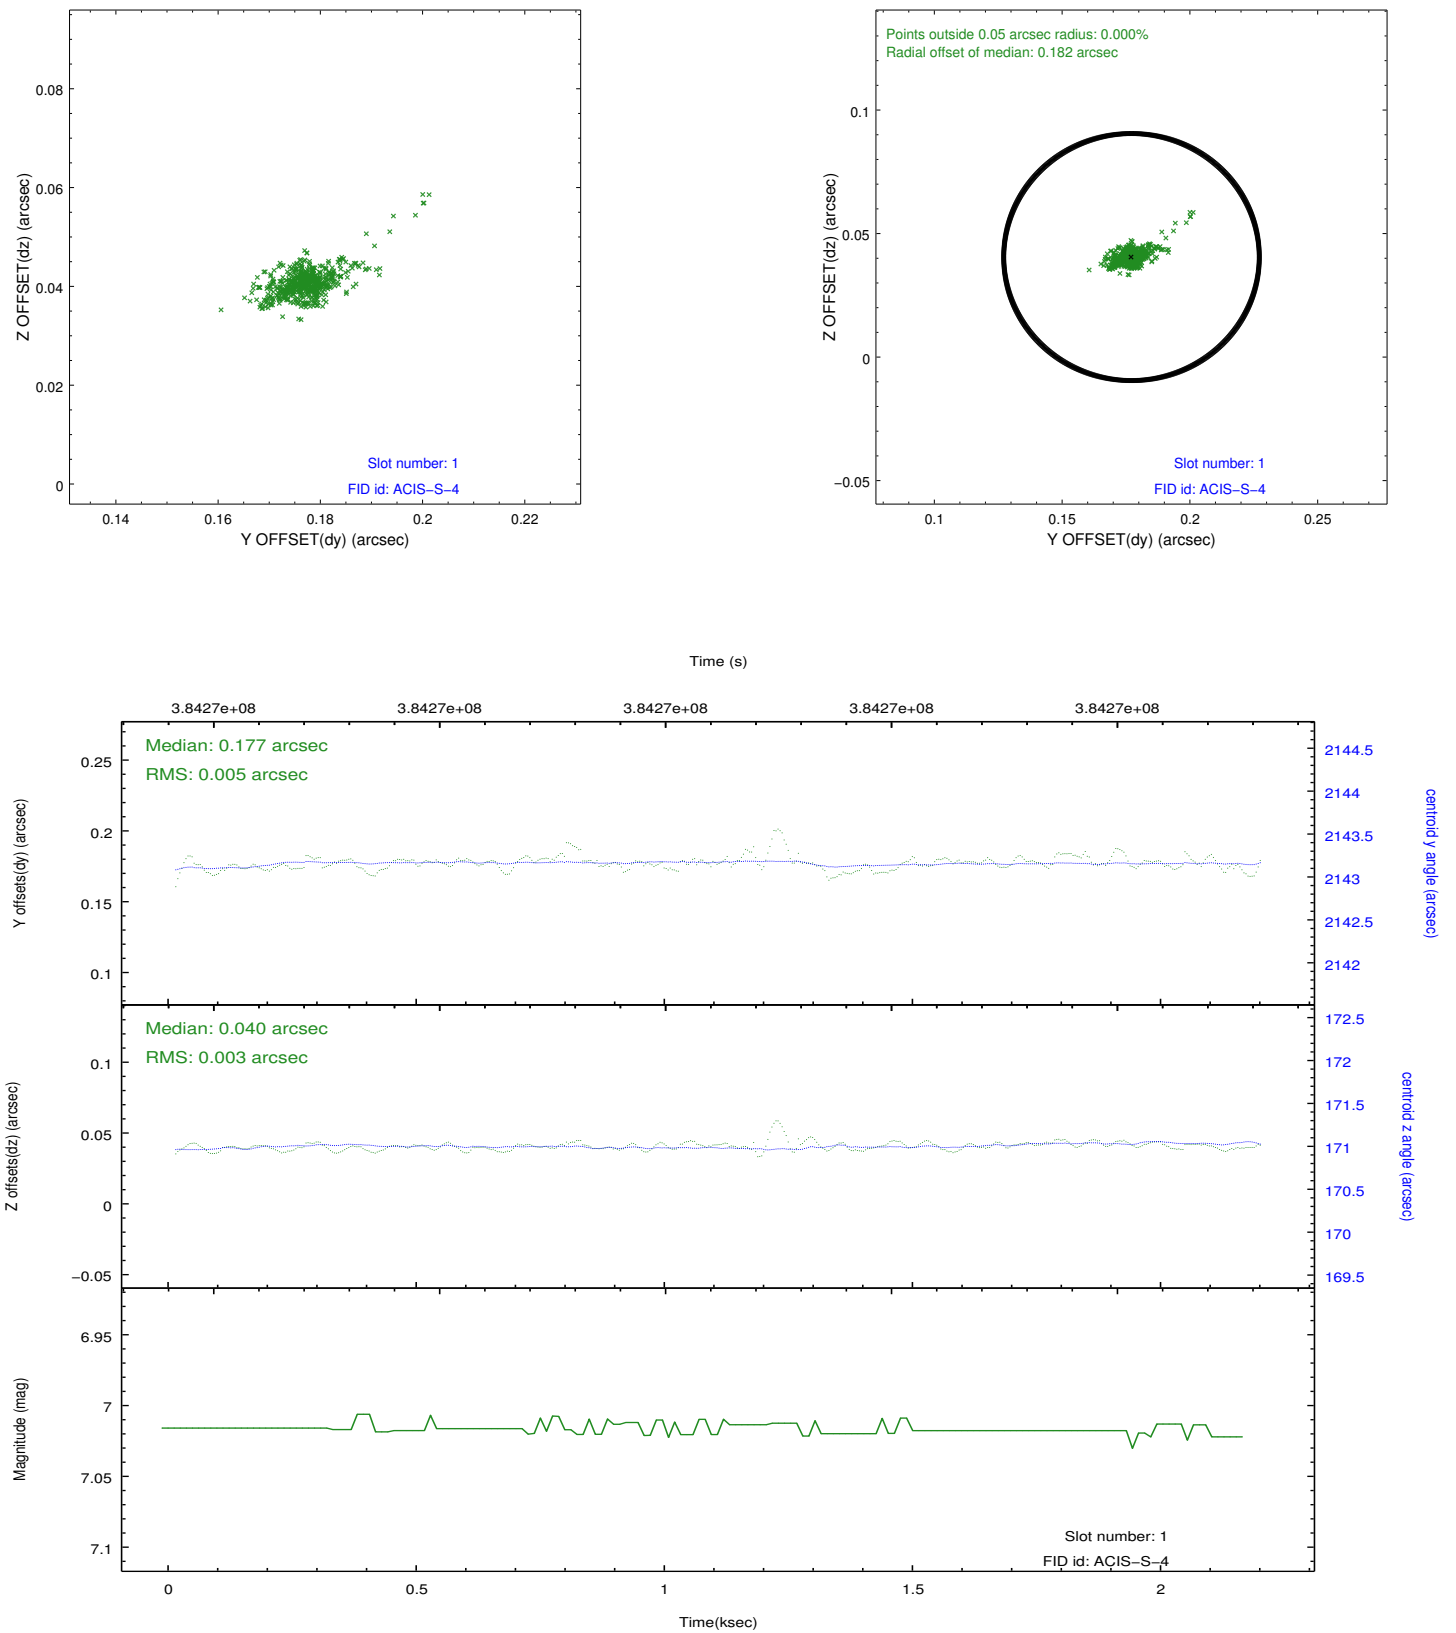 0.08
0.06
0.04
0.02
0
Z OFFSET(dz) (arcsec)
Slot number: 1
FID id: ACIS−S−4
0.14 0.16 0.18 0.2 0.22
Y OFFSET(dy) (arcsec)
Points outside 0.05 arcsec radius: 0.000%
Radial offset of median: 0.182 arcsec
0.1
0.05
0
−0.05
Z OFFSET(dz) (arcsec)
Slot number: 1
FID id: ACIS−S−4
0.1 0.15 0.2 0.25
Y OFFSET(dy) (arcsec)
Time (s)
3.8427e+08 3.8427e+08 3.8427e+08 3.8427e+08 3.8427e+08
Median: 0.177 arcsec
RMS: 0.005 arcsec
0.25
0.2
0.15
0.1
Y offsets(dy) (arcsec)
2144.5
2144
2143.5
2143
2142.5
2142
centroid y angle (arcsec)
Median: 0.040 arcsec
RMS: 0.003 arcsec
0.1
0.05
0
−0.05
Z offsets(dz) (arcsec)
172.5
172
171.5
171
170.5
170
169.5
centroid z angle (arcsec)
6.95
7
7.05
7.1
Magnitude (mag)
Slot number: 1
FID id: ACIS−S−4
0 0.5 1 1.5 2
Time(ksec)